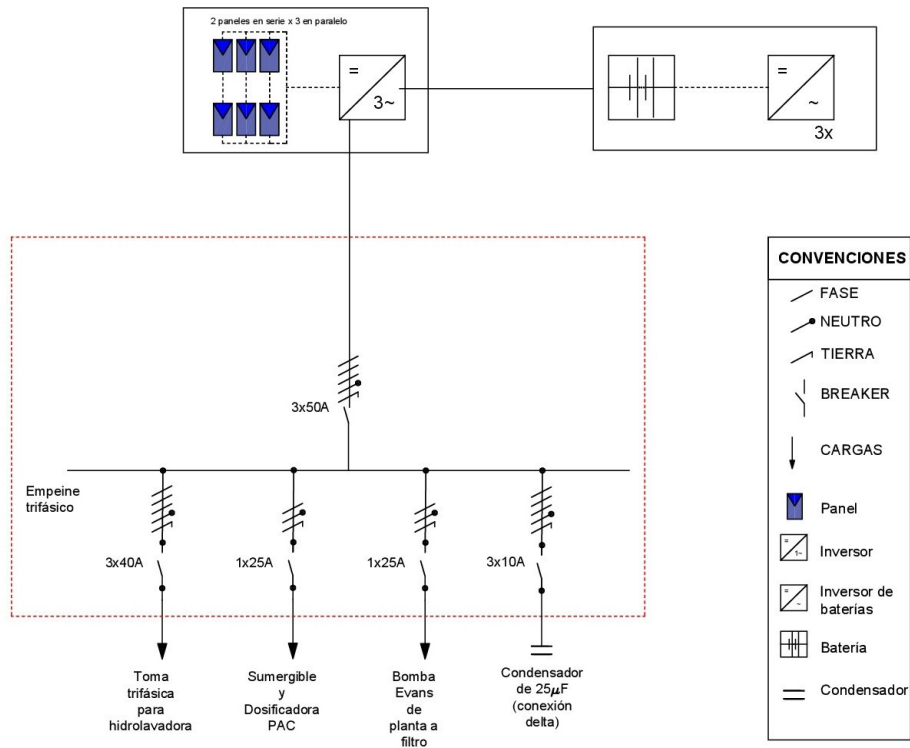 2 paneles en serie x 3 en paralelo
=
3~
=
~
3x
3x50A
Empeine
trifásico
3x40A
1x25A
1x25A
3x10A
Toma
trifásica
para
hidrolavadora
Sumergible
y
Dosificadora
PAC
Bomba
Evans
de
planta a
filtro
Condensador
de 25μF
(conexión
delta)
CONVENCIONES
FASE
NEUTRO
TIERRA
BREAKER
CARGAS
Panel
=
1~
Inversor
=
~
Inversor de
baterías
Batería
Condensador